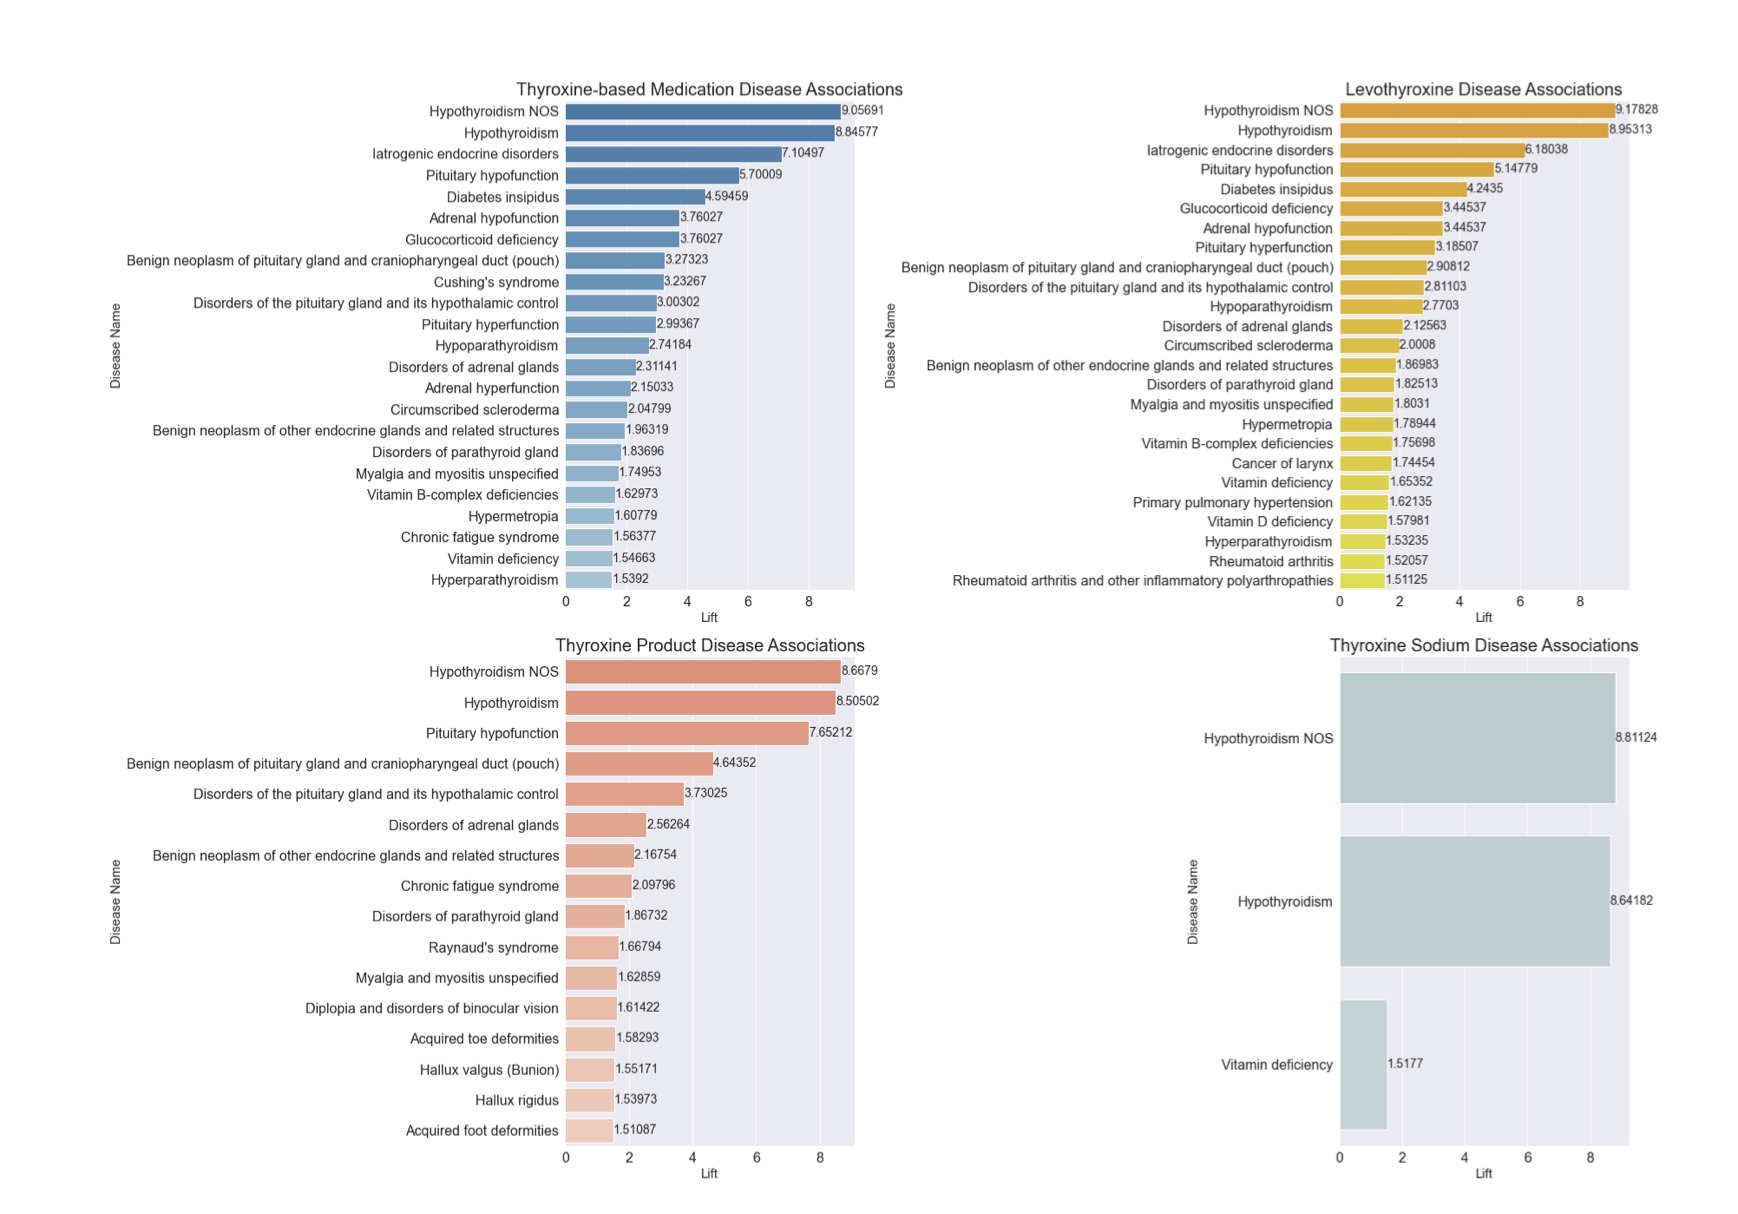 Thyroxine-based Medication Disease Associations
Disease Name
Hypothyroidism NOS 9.05691
Hypothyroidism 8.84577
Iatrogenic endocrine disorders 7.10497
Pituitary hypofunction 5.70009
Diabetes insipidus 4.59459
Adrenal hypofunction 3.76027
Glucocorticoid deficiency 3.76027
Benign neoplasm of pituitary gland and craniopharyngeal duct (pouch) 3.27323
Cushing's syndrome 3.23267
Disorders of the pituitary gland and its hypothalamic control 3.00302
Pituitary hyperfunction 2.99367
Hypoparathyroidism 2.74184
Disorders of adrenal glands 2.31141
Adrenal hyperfunction 2.15033
Circumscribed scleroderma 2.04799
Benign neoplasm of other endocrine glands and related structures 1.96319
Disorders of parathyroid gland 1.83696
Myalgia and myositis unspecified 1.74953
Vitamin B-complex deficiencies 1.62973
Hypermetropia 1.60779
Chronic fatigue syndrome 1.56377
Vitamin deficiency 1.54663
Hyperparathyroidism 1.5392
0 2 4 6 8
Lift
Levothyroxine Disease Associations
Disease Name
Hypothyroidism NOS 9.17828
Hypothyroidism 8.95313
Iatrogenic endocrine disorders 6.18038
Pituitary hypofunction 5.14779
Diabetes insipidus 4.2435
Glucocorticoid deficiency 3.44537
Adrenal hypofunction 3.44537
Pituitary hyperfunction 3.18507
Benign neoplasm of pituitary gland and craniopharyngeal duct (pouch) 2.90812
Disorders of the pituitary gland and its hypothalamic control 2.81103
Hypoparathyroidism 2.7703
Disorders of adrenal glands 2.12563
Circumscribed scleroderma 2.0008
Benign neoplasm of other endocrine glands and related structures 1.86983
Disorders of parathyroid gland 1.82513
Myalgia and myositis unspecified 1.8031
Hypermetropia 1.78944
Vitamin B-complex deficiencies 1.75698
Cancer of larynx 1.74454
Vitamin deficiency 1.65352
Primary pulmonary hypertension 1.62135
Vitamin D deficiency 1.57981
Hyperparathyroidism 1.53235
Rheumatoid arthritis 1.52057
Rheumatoid arthritis and other inflammatory polyarthropathies 1.51125
0 2 4 6 8
Lift
Thyroxine Product Disease Associations
Disease Name
Hypothyroidism NOS 8.6679
Hypothyroidism 8.50502
Pituitary hypofunction 7.65212
Benign neoplasm of pituitary gland and craniopharyngeal duct (pouch) 4.64352
Disorders of the pituitary gland and its hypothalamic control 3.73025
Disorders of adrenal glands 2.56264
Benign neoplasm of other endocrine glands and related structures 2.16754
Chronic fatigue syndrome 2.09796
Disorders of parathyroid gland 1.86732
Raynaud's syndrome 1.66794
Myalgia and myositis unspecified 1.62859
Diplopia and disorders of binocular vision 1.61422
Acquired toe deformities 1.58293
Hallux valgus (Bunion) 1.55171
Hallux rigidus 1.53973
Acquired foot deformities 1.51087
0 2 4 6 8
Lift
Thyroxine Sodium Disease Associations
Disease Name
Hypothyroidism NOS 8.81124
Hypothyroidism 8.64182
Vitamin deficiency 1.5177
0 2 4 6 8
Lift